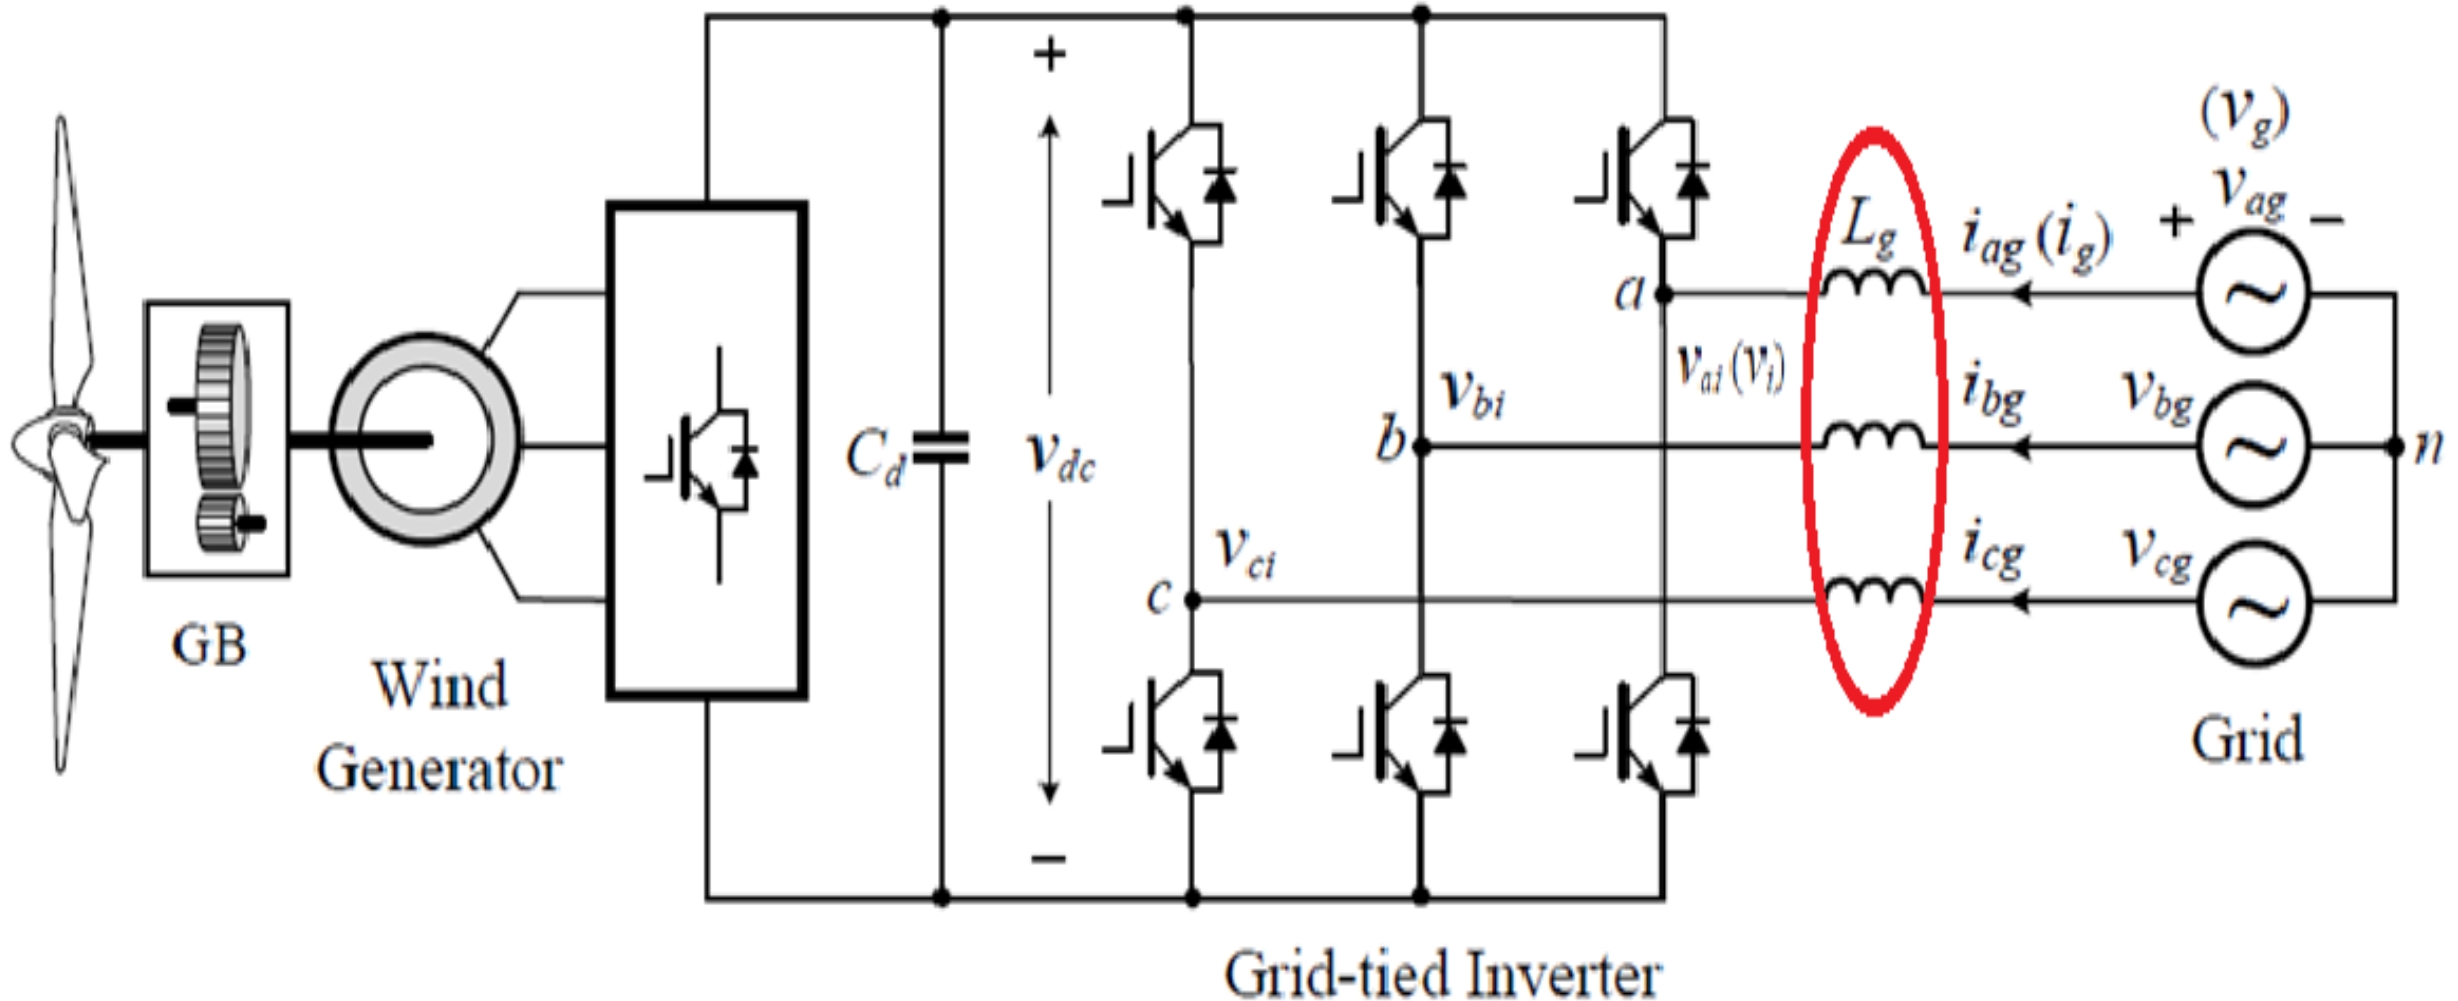 GB
Wind
Generator
C_d
+
v_dc
−
a
b
c
v_ai (v_i)
v_bi
v_ci
L_g
i_ag (i_g)
i_bg
i_cg
(v_g)
+ v_ag −
v_bg
v_cg
n
Grid
Grid-tied Inverter